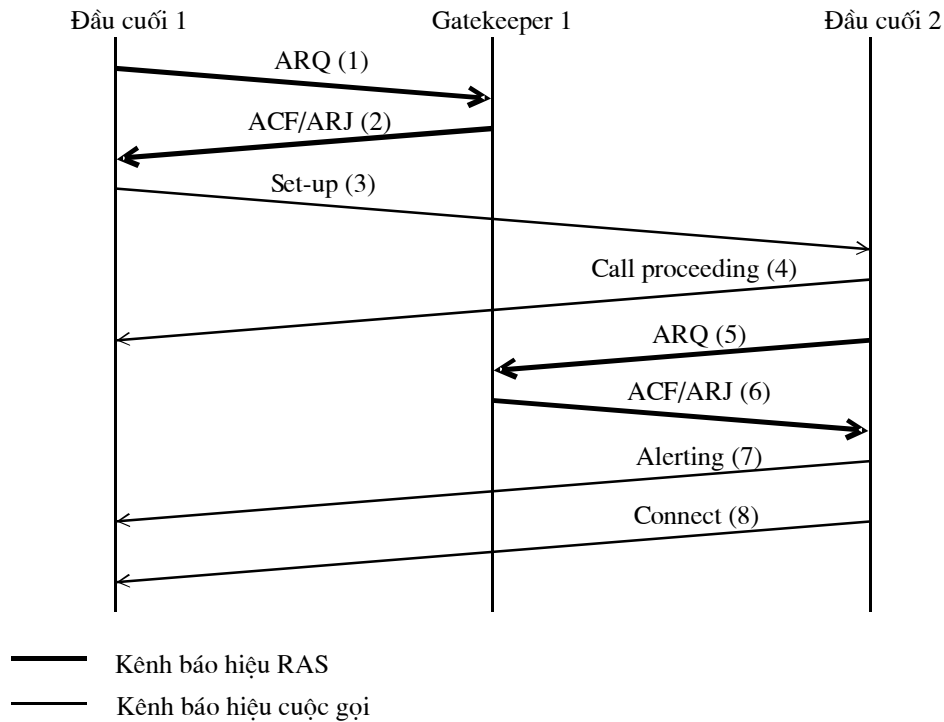 Đầu cuối 1
Gatekeeper 1
Đầu cuối 2
ARQ (1)
ACF/ARJ (2)
Set-up (3)
Call proceeding (4)
ARQ (5)
ACF/ARJ (6)
Alerting (7)
Connect (8)
Kênh báo hiệu RAS
Kênh báo hiệu cuộc gọi